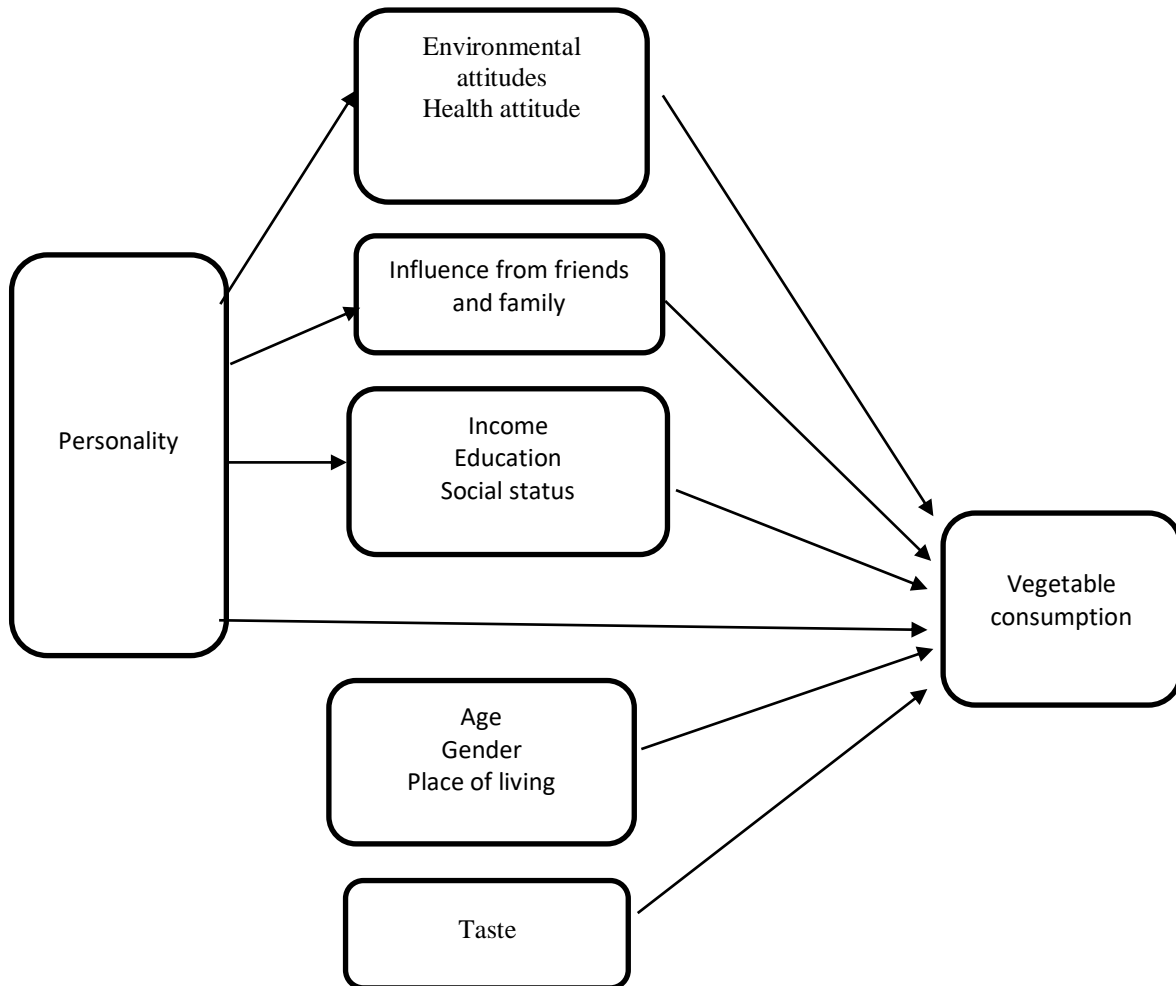 Environmental
attitudes
Health attitude
Influence from friends
and family
Personality
Income
Education
Social status
Vegetable
consumption
Age
Gender
Place of living
Taste